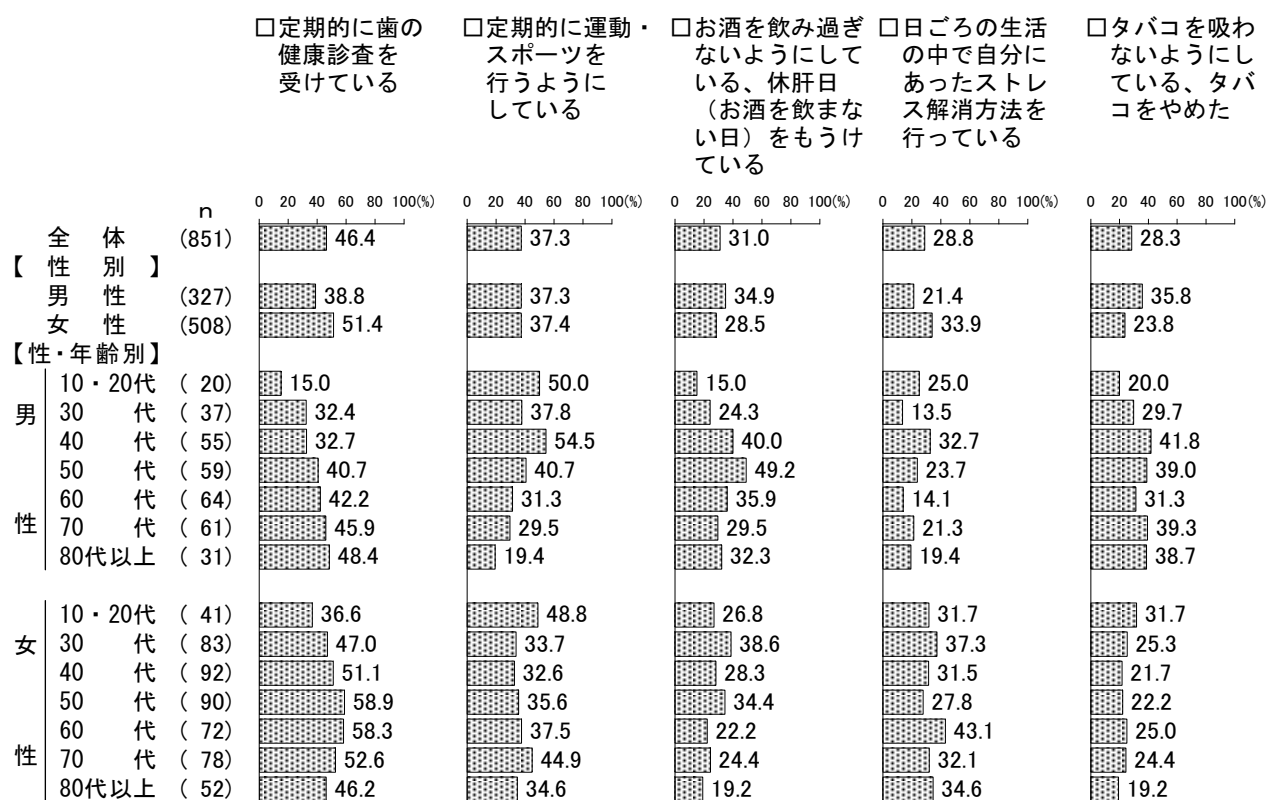 □定期的に歯の
健康診査を
受けている
□定期的に運動・
スポーツを
行うように
している
□お酒を飲み過ぎ
ないようにして
いる、休肝日
（お酒を飲まな
い日）をもうけ
ている
□日ごろの生活
の中で自分に
あったストレ
ス解消方法を
行っている
□タバコを吸わ
ないようにし
ている、タバ
コをやめた
n
0 20 40 60 80 100(%) 0 20 40 60 80 100(%) 0 20 40 60 80 100(%) 0 20 40 60 80 100(%) 0 20 40 60 80 100(%)
全体 (851) 46.4 37.3 31.0 28.8 28.3
【性別】
男性 (327) 38.8 37.3 34.9 21.4 35.8
女性 (508) 51.4 37.4 28.5 33.9 23.8
【性・年齢別】
男性
10・20代 ( 20) 15.0 50.0 15.0 25.0 20.0
30代 ( 37) 32.4 37.8 24.3 13.5 29.7
40代 ( 55) 32.7 54.5 40.0 32.7 41.8
50代 ( 59) 40.7 40.7 49.2 23.7 39.0
60代 ( 64) 42.2 31.3 35.9 14.1 31.3
70代 ( 61) 45.9 29.5 29.5 21.3 39.3
80代以上 ( 31) 48.4 19.4 32.3 19.4 38.7
女性
10・20代 ( 41) 36.6 48.8 26.8 31.7 31.7
30代 ( 83) 47.0 33.7 38.6 37.3 25.3
40代 ( 92) 51.1 32.6 28.3 31.5 21.7
50代 ( 90) 58.9 35.6 34.4 27.8 22.2
60代 ( 72) 58.3 37.5 22.2 43.1 25.0
70代 ( 78) 52.6 44.9 24.4 32.1 24.4
80代以上 ( 52) 46.2 34.6 19.2 34.6 19.2